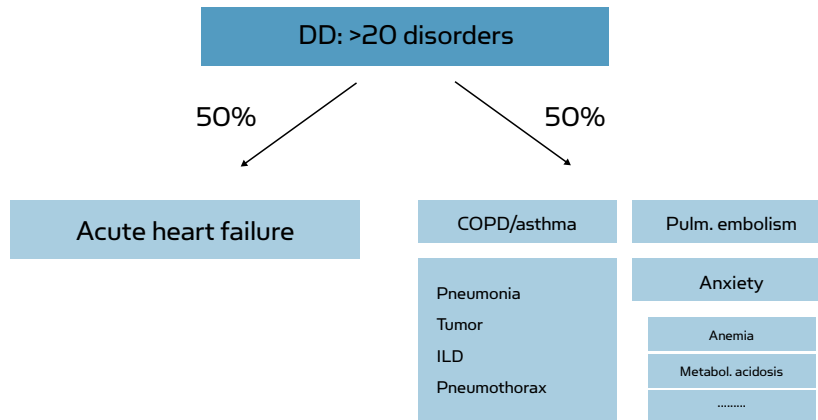 DD: >20 disorders
50%
50%
Acute heart failure
COPD/asthma
Pulm. embolism
Pneumonia
Tumor
ILD
Pneumothorax
Anxiety
Anemia
Metabol. acidosis
.........